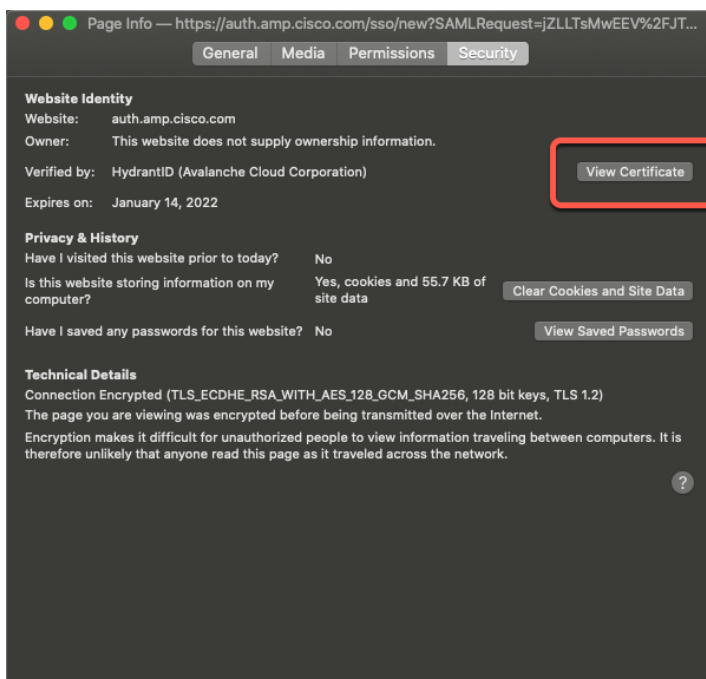 Page Info — https://auth.amp.cisco.com/sso/new?SAMLRequest=jZLLTsMwEEV%2FJT...
General Media Permissions Security
Website Identity
Website: auth.amp.cisco.com
Owner: This website does not supply ownership information.
Verified by: HydrantID (Avalanche Cloud Corporation) View Certificate
Expires on: January 14, 2022
Privacy & History
Have I visited this website prior to today? No
Is this website storing information on my computer? Yes, cookies and 55.7 KB of site data Clear Cookies and Site Data
Have I saved any passwords for this website? No View Saved Passwords
Technical Details
Connection Encrypted (TLS_ECDHE_RSA_WITH_AES_128_GCM_SHA256, 128 bit keys, TLS 1.2)
The page you are viewing was encrypted before being transmitted over the Internet.
Encryption makes it difficult for unauthorized people to view information traveling between computers. It is
therefore unlikely that anyone read this page as it traveled across the network.
?